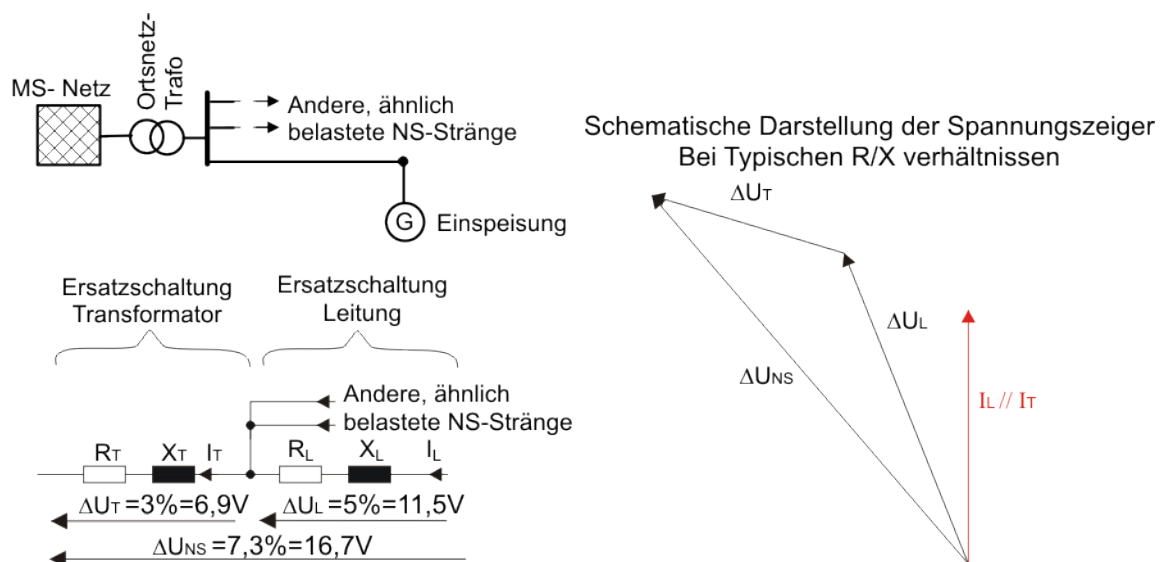 Ortsnetz-
Trafo
MS- Netz
Andere, ähnlich
belastete NS-Stränge
G
Einspeisung
Ersatzschaltung
Transformator
Ersatzschaltung
Leitung
Andere, ähnlich
belastete NS-Stränge
RT
XT
IT
RL
XL
IL
ΔUT =3%=6,9V
ΔUL =5%=11,5V
ΔUNS =7,3%=16,7V
Schematische Darstellung der Spannungszeiger
Bei Typischen R/X verhältnissen
ΔUT
ΔUL
ΔUNS
IL // IT